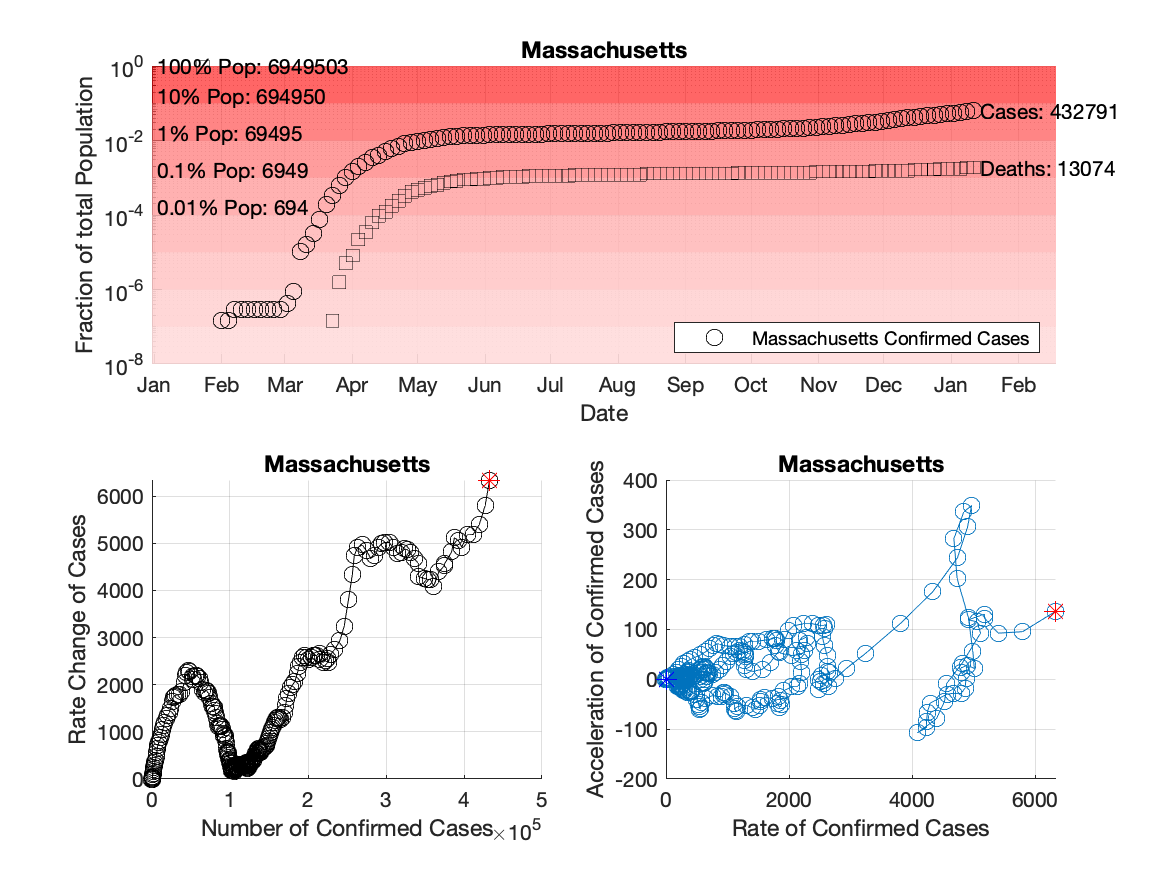 Massachusetts
10^0
100% Pop: 6949503
10% Pop: 694950
Cases: 432791
10^-2
1% Pop: 69495
0.1% Pop: 6949
Deaths: 13074
10^-4
0.01% Pop: 694
10^-6
Massachusetts Confirmed Cases
10^-8
Fraction of total Population
Jan Feb Mar Apr May Jun Jul Aug Sep Oct Nov Dec Jan Feb
Date
Massachusetts
6000
5000
4000
3000
2000
1000
0
Rate Change of Cases
0 1 2 3 4 5
Number of Confirmed Cases ×10^5
Massachusetts
400
300
200
100
0
-100
-200
Acceleration of Confirmed Cases
0 2000 4000 6000
Rate of Confirmed Cases